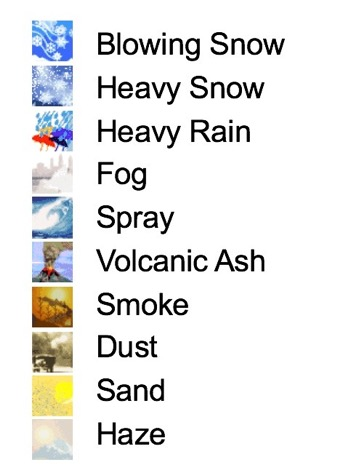 Blowing Snow
Heavy Snow
Heavy Rain
Fog
Spray
Volcanic Ash
Smoke
Dust
Sand
Haze